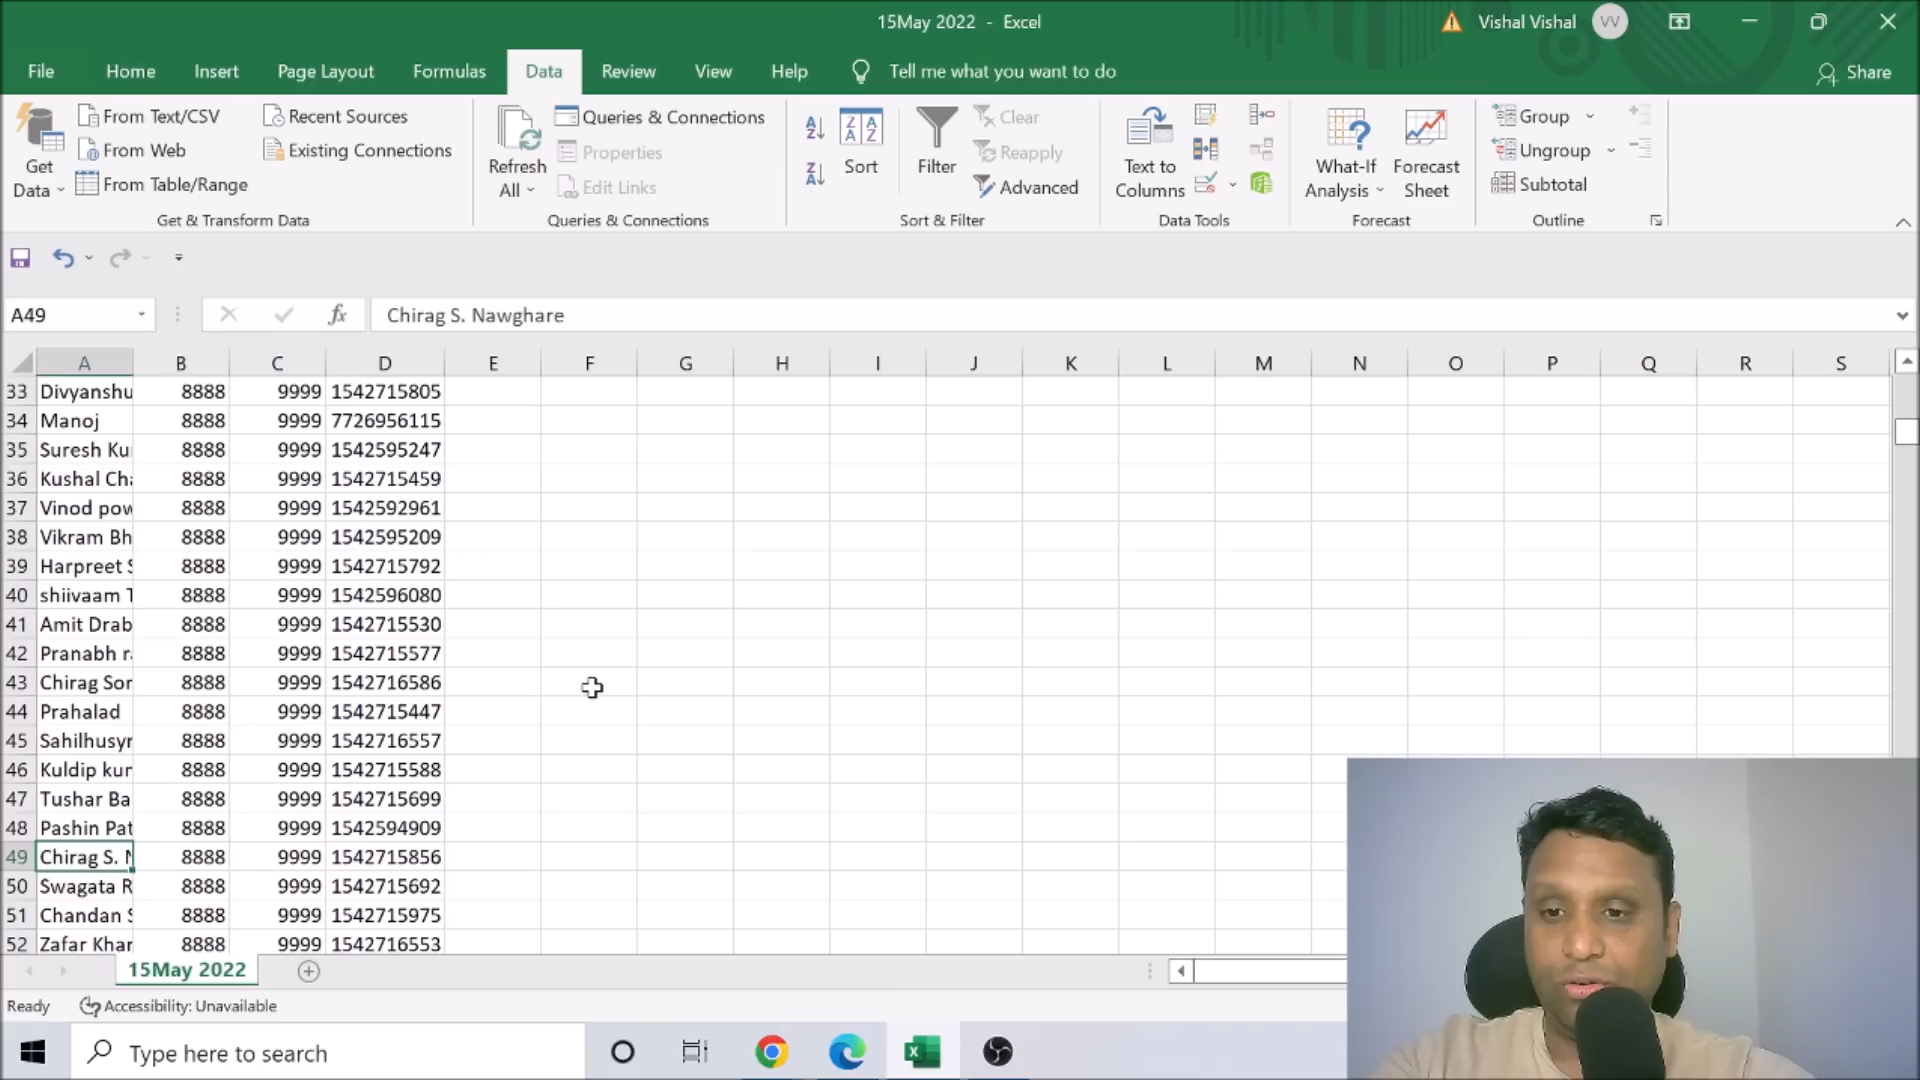 15May 2022 - Excel
Vishal Vishal VV
File Home Insert Page Layout Formulas Data Review View Help Tell me what you want to do Share
Get Data
From Text/CSV
From Web
From Table/Range
Recent Sources
Existing Connections
Get & Transform Data
Refresh All
Queries & Connections
Properties
Edit Links
Queries & Connections
Sort
Filter
Clear
Reapply
Advanced
Sort & Filter
Text to Columns
Data Tools
What-If Analysis
Forecast Sheet
Forecast
Group
Ungroup
Subtotal
Outline
A49 fx Chirag S. Nawghare
A B C D E F G H I J K L M N O P Q R S
33 Divyanshu 8888 9999 1542715805
34 Manoj 8888 9999 7726956115
35 Suresh Ku 8888 9999 1542595247
36 Kushal Cha 8888 9999 1542715459
37 Vinod pow 8888 9999 1542592961
38 Vikram Bh 8888 9999 1542595209
39 Harpreet S 8888 9999 1542715792
40 shiivaam T 8888 9999 1542596080
41 Amit Drab 8888 9999 1542715530
42 Pranabh ra 8888 9999 1542715577
43 Chirag Son 8888 9999 1542716586
44 Prahalad 8888 9999 1542715447
45 Sahilhusyn 8888 9999 1542716557
46 Kuldip kum 8888 9999 1542715588
47 Tushar Ba 8888 9999 1542715699
48 Pashin Pat 8888 9999 1542594909
49 Chirag S. N 8888 9999 1542715856
50 Swagata R 8888 9999 1542715692
51 Chandan S 8888 9999 1542715975
52 Zafar Khan 8888 9999 1542716553
15May 2022
Ready Accessibility: Unavailable
Type here to search